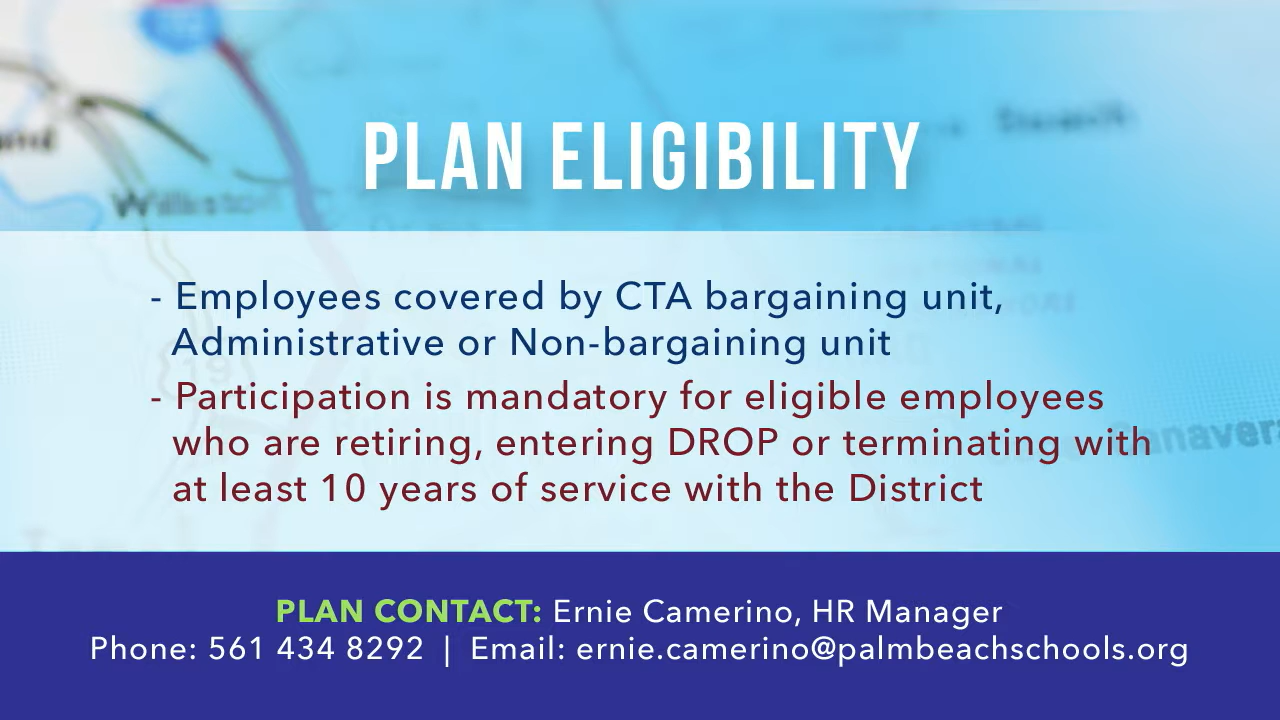 PLAN ELIGIBILITY
Williston
- Employees covered by CTA bargaining unit,
Administrative or Non-bargaining unit
- Participation is mandatory for eligible employees
who are retiring, entering DROP or terminating with
at least 10 years of service with the District
PLAN CONTACT: Ernie Camerino, HR Manager
Phone: 561 434 8292 | Email: ernie.camerino@palmbeachschools.org